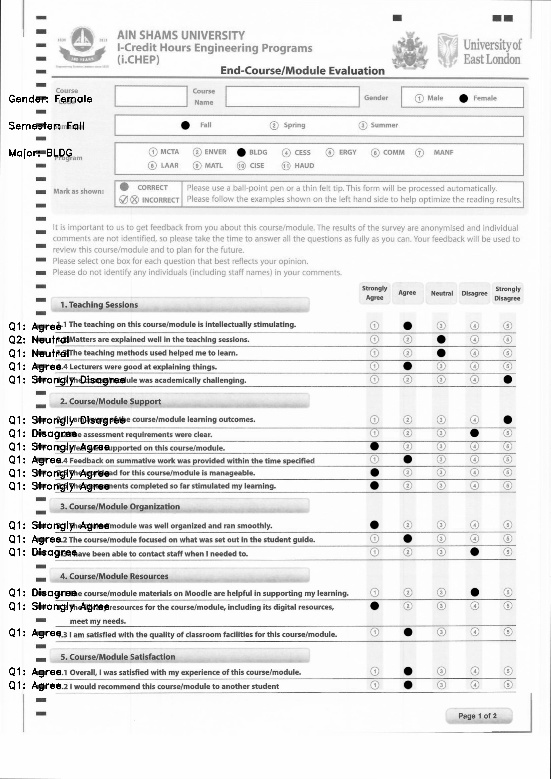 AIN SHAMS UNIVERSITY
I-Credit Hours Engineering Programs
(i.CHEP)
University of
East London
End-Course/Module Evaluation
Course
Course
Name
Gender
① Male
Female
Gender: Female
Semester: Fall
Fall
② Spring
③ Summer
Major: BLDG
Program
① MCTA ② ENVER BLDG ④ CESS ⑤ ERGY ⑥ COMM ⑦ MANF
⑧ LAAR ⑨ MATL ⑩ CISE ⑪ HAUD
Mark as shown:
CORRECT
INCORRECT
Please use a ball-point pen or a thin felt tip. This form will be processed automatically.
Please follow the examples shown on the left hand side to help optimize the reading results.
It is important to us to get feedback from you about this course/module. The results of the survey are anonymised and individual
comments are not identified, so please take the time to answer all the questions as fully as you can. Your feedback will be used to
review this course/module and to plan for the future.
Please select one box for each question that best reflects your opinion.
Please do not identify any individuals (including staff names) in your comments.
Strongly Agree
Agree
Neutral
Disagree
Strongly Disagree
1. Teaching Sessions
Q1: Agree .1 The teaching on this course/module is intellectually stimulating. ① ③ ④ ⑤
Q2: Neutral Matters are explained well in the teaching sessions. ① ② ④ ⑤
Q1: Neutral The teaching methods used helped me to learn. ① ② ④ ⑤
Q1: Agree .4 Lecturers were good at explaining things. ① ③ ④ ⑤
Q1: Strongly Disagree module was academically challenging. ① ② ③ ④
2. Course/Module Support
Q1: Strongly Disagree the course learning outcomes. ① ② ③ ④
Q1: Disagree assessment requirements were clear. ① ② ③ ⑤
Q1: Strongly Agree supported on this course/module. ② ③ ④ ⑤
Q1: Agree .4 Feedback on summative work was provided within the time specified ① ③ ④ ⑤
Q1: Strongly Agree for this course/module is manageable. ② ③ ④ ⑤
Q1: Strongly Agree completed so far stimulated my learning. ② ③ ④ ⑤
3. Course/Module Organization
Q1: Strongly Agree module was well organized and ran smoothly. ② ③ ④ ⑤
Q1: Agree .2 The course/module focused on what was set out in the student guide. ① ③ ④ ⑤
Q1: Disagree I have been able to contact staff when I needed to. ① ② ③ ⑤
4. Course/Module Resources
Q1: Disagree course/module materials on Moodle are helpful in supporting my learning. ① ② ③ ⑤
Q1: Strongly Agree resources for the course/module, including its digital resources, ② ③ ④ ⑤
meet my needs.
Q1: Agree .3 I am satisfied with the quality of classroom facilities for this course/module. ① ③ ④ ⑤
5. Course/Module Satisfaction
Q1: Agree .1 Overall, I was satisfied with my experience of this course/module. ① ③ ④ ⑤
Q1: Agree .2 I would recommend this course/module to another student ① ③ ④ ⑤
Page 1 of 2